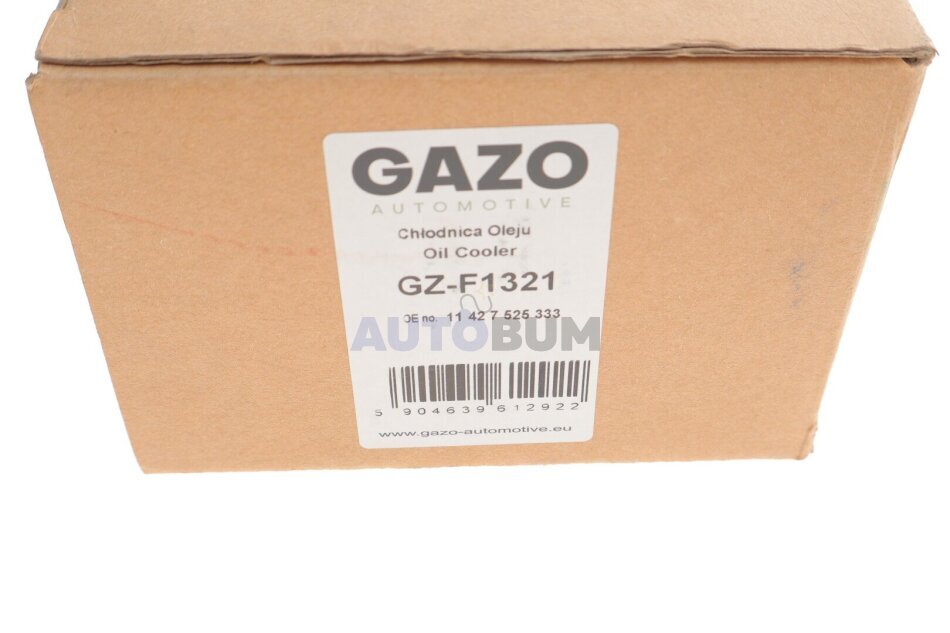 GAZO
AUTOMOTIVE
Chłodnica Oleju
Oil Cooler
GZ-F1321
OE no. 11 42 7 525 333
AUTOBUM
5 904639 612922
www.gazo-automotive.eu